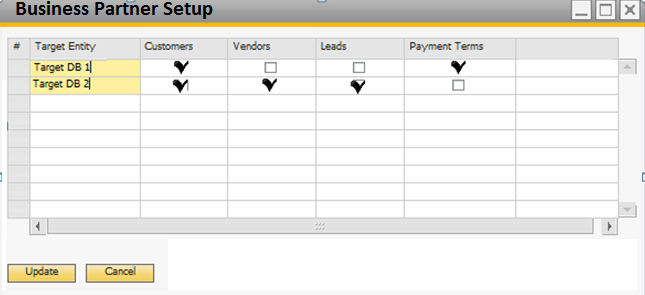 Business Partner Setup
# Target Entity Customers Vendors Leads Payment Terms
Target DB 1
Target DB 2
Update Cancel